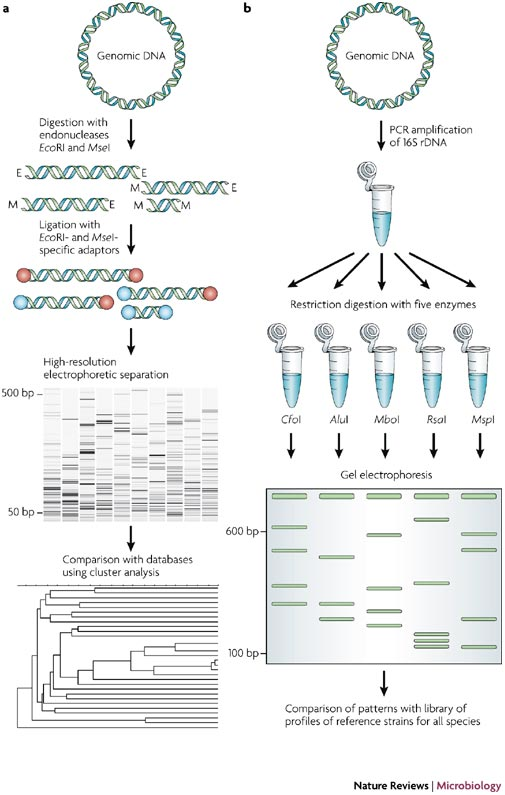 a
Genomic DNA
Digestion with
endonucleases
EcoRI and MseI
E E
M E
M E M M
Ligation with
EcoRI- and MseI-
specific adaptors
High-resolution
electrophoretic separation
500 bp
50 bp
Comparison with databases
using cluster analysis
b
Genomic DNA
PCR amplification
of 16S rDNA
Restriction digestion with five enzymes
CfoI AluI MboI RsaI MspI
Gel electrophoresis
600 bp
100 bp
Comparison of patterns with library of
profiles of reference strains for all species
Nature Reviews | Microbiology